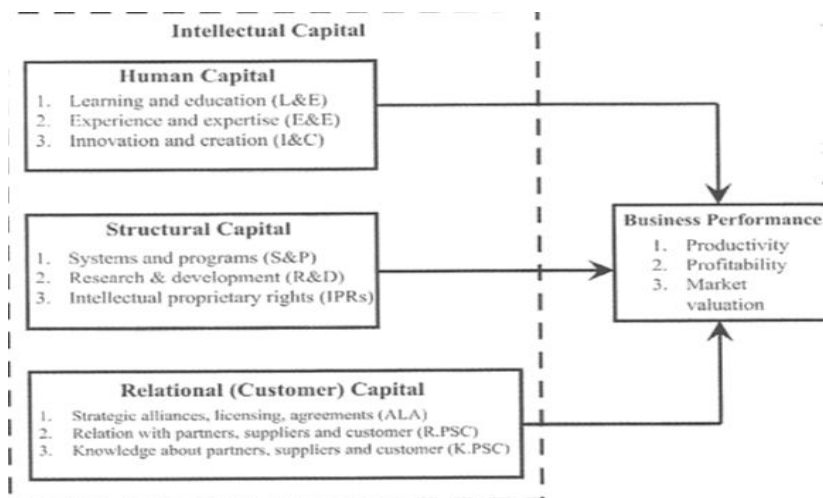 Intellectual Capital
Human Capital
1. Learning and education (L&E)
2. Experience and expertise (E&E)
3. Innovation and creation (I&C)
Structural Capital
1. Systems and programs (S&P)
2. Research & development (R&D)
3. Intellectual proprietary rights (IPRs)
Relational (Customer) Capital
1. Strategic alliances, licensing, agreements (ALA)
2. Relation with partners, suppliers and customer (R.PSC)
3. Knowledge about partners, suppliers and customer (K.PSC)
Business Performance
1. Productivity
2. Profitability
3. Market
valuation